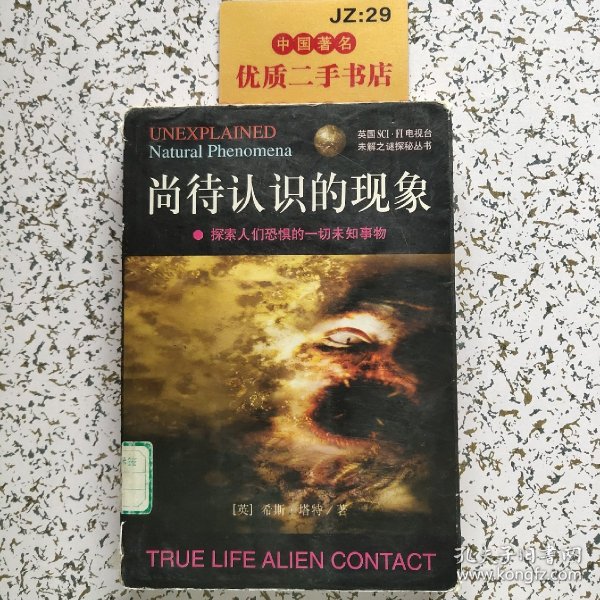 JZ:29
中国著名
优质二手书店
UNEXPLAINED
Natural Phenomena
英国SCI·FI电视台
未解之谜探秘丛书
尚待认识的现象
●探索人们恐惧的一切未知事物
[英]希斯·塔特/著
TRUE LIFE ALIEN CONTACT
孔夫子旧书网
www.kongfz.com